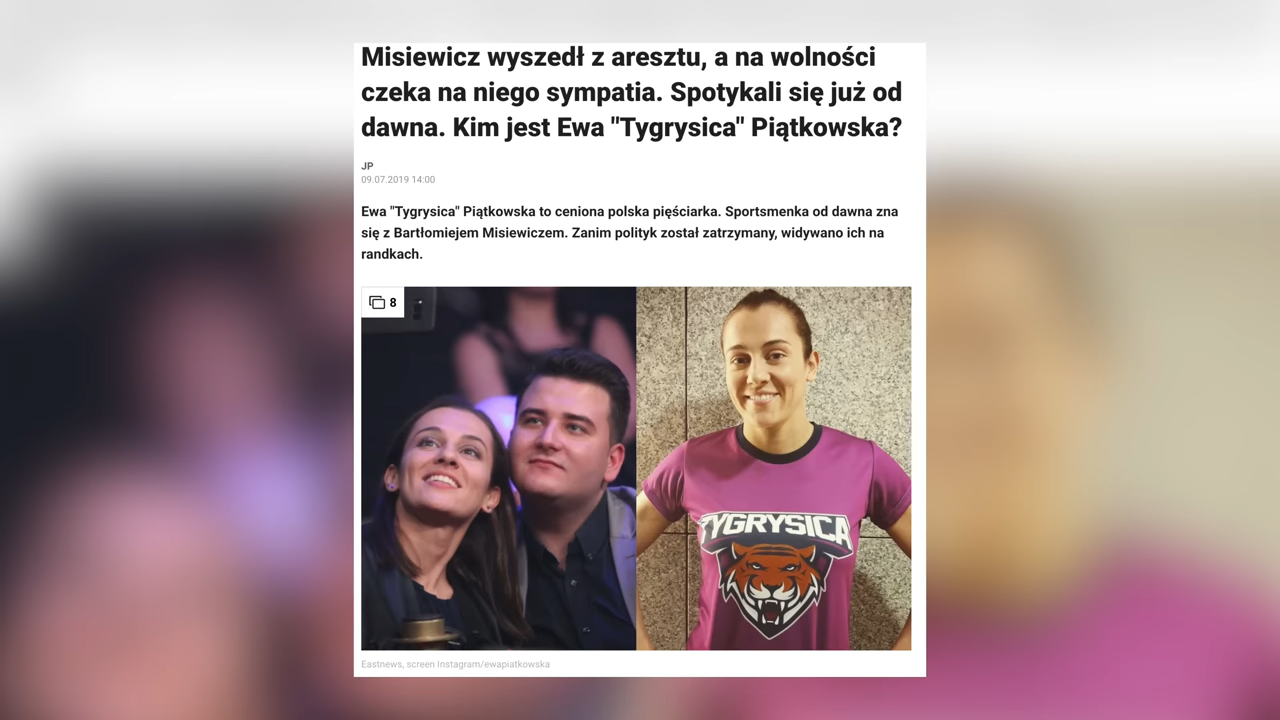 Misiewicz wyszedł z aresztu, a na wolności
czeka na niego sympatia. Spotykali się już od
dawna. Kim jest Ewa "Tygrysica" Piątkowska?
JP
09.07.2019 14:00
Ewa "Tygrysica" Piątkowska to ceniona polska pięściarka. Sportsmenka od dawna zna
się z Bartłomiejem Misiewiczem. Zanim polityk został zatrzymany, widywano ich na
randkach.
8
TYGRYSICA
Eastnews, screen Instagram/ewapiatkowska